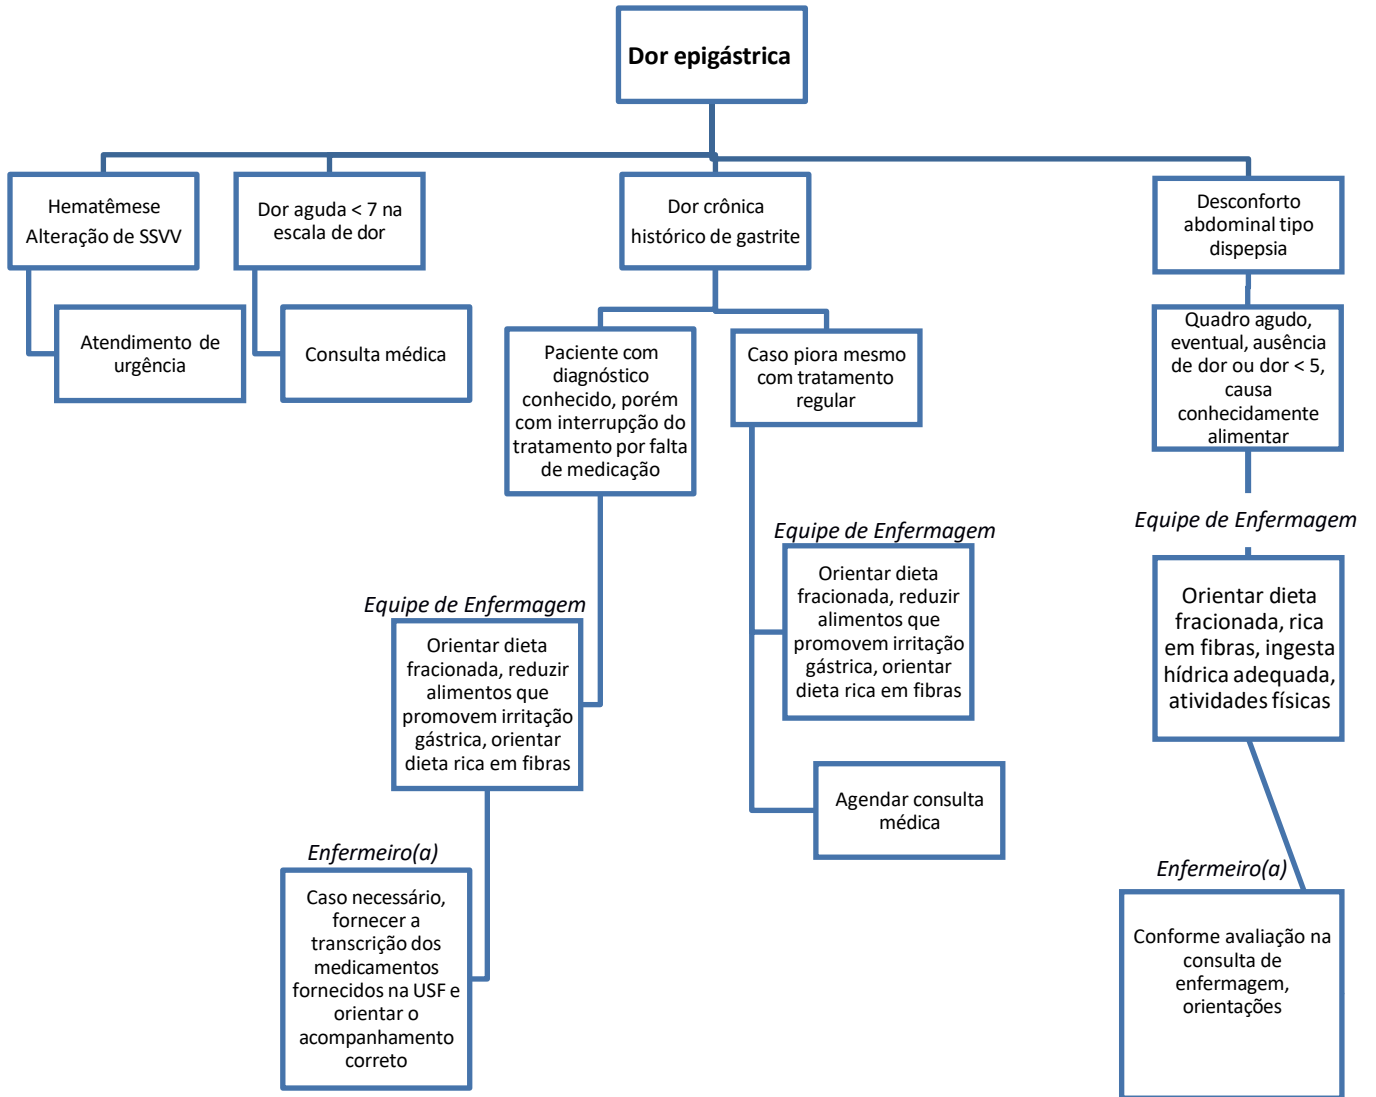 Dor epigástrica
Hematêmese
Alteração de SSVV
Atendimento de
urgência
Dor aguda < 7 na
escala de dor
Consulta médica
Dor crônica
histórico de gastrite
Paciente com
diagnóstico
conhecido, porém
com interrupção do
tratamento por falta
de medicação
Equipe de Enfermagem
Orientar dieta
fracionada, reduzir
alimentos que
promovem irritação
gástrica, orientar
dieta rica em fibras
Enfermeiro(a)
Caso necessário,
fornecer a
transcrição dos
medicamentos
fornecidos na USF e
orientar o
acompanhamento
correto
Caso piora mesmo
com tratamento
regular
Equipe de Enfermagem
Orientar dieta
fracionada, reduzir
alimentos que
promovem irritação
gástrica, orientar
dieta rica em fibras
Agendar consulta
médica
Desconforto
abdominal tipo
dispepsia
Quadro agudo,
eventual, ausência
de dor ou dor < 5,
causa
conhecidamente
alimentar
Equipe de Enfermagem
Orientar dieta
fracionada, rica
em fibras, ingesta
hídrica adequada,
atividades físicas
Enfermeiro(a)
Conforme avaliação na
consulta de
enfermagem,
orientações